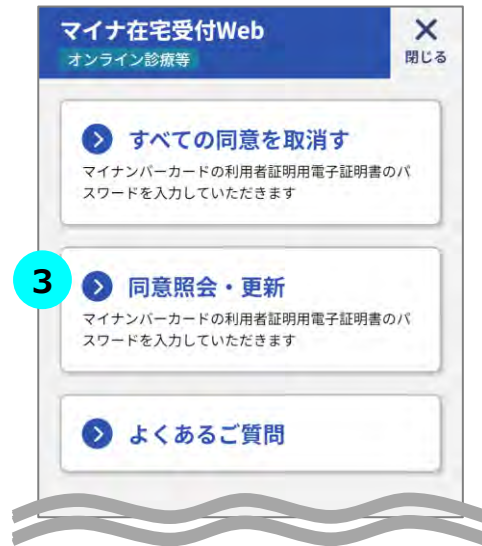 マイナ在宅受付Web
オンライン診療等
閉じる
すべての同意を取消す
マイナンバーカードの利用者証明用電子証明書のパ
スワードを入力していただきます
3
同意照会・更新
マイナンバーカードの利用者証明用電子証明書のパ
スワードを入力していただきます
よくあるご質問